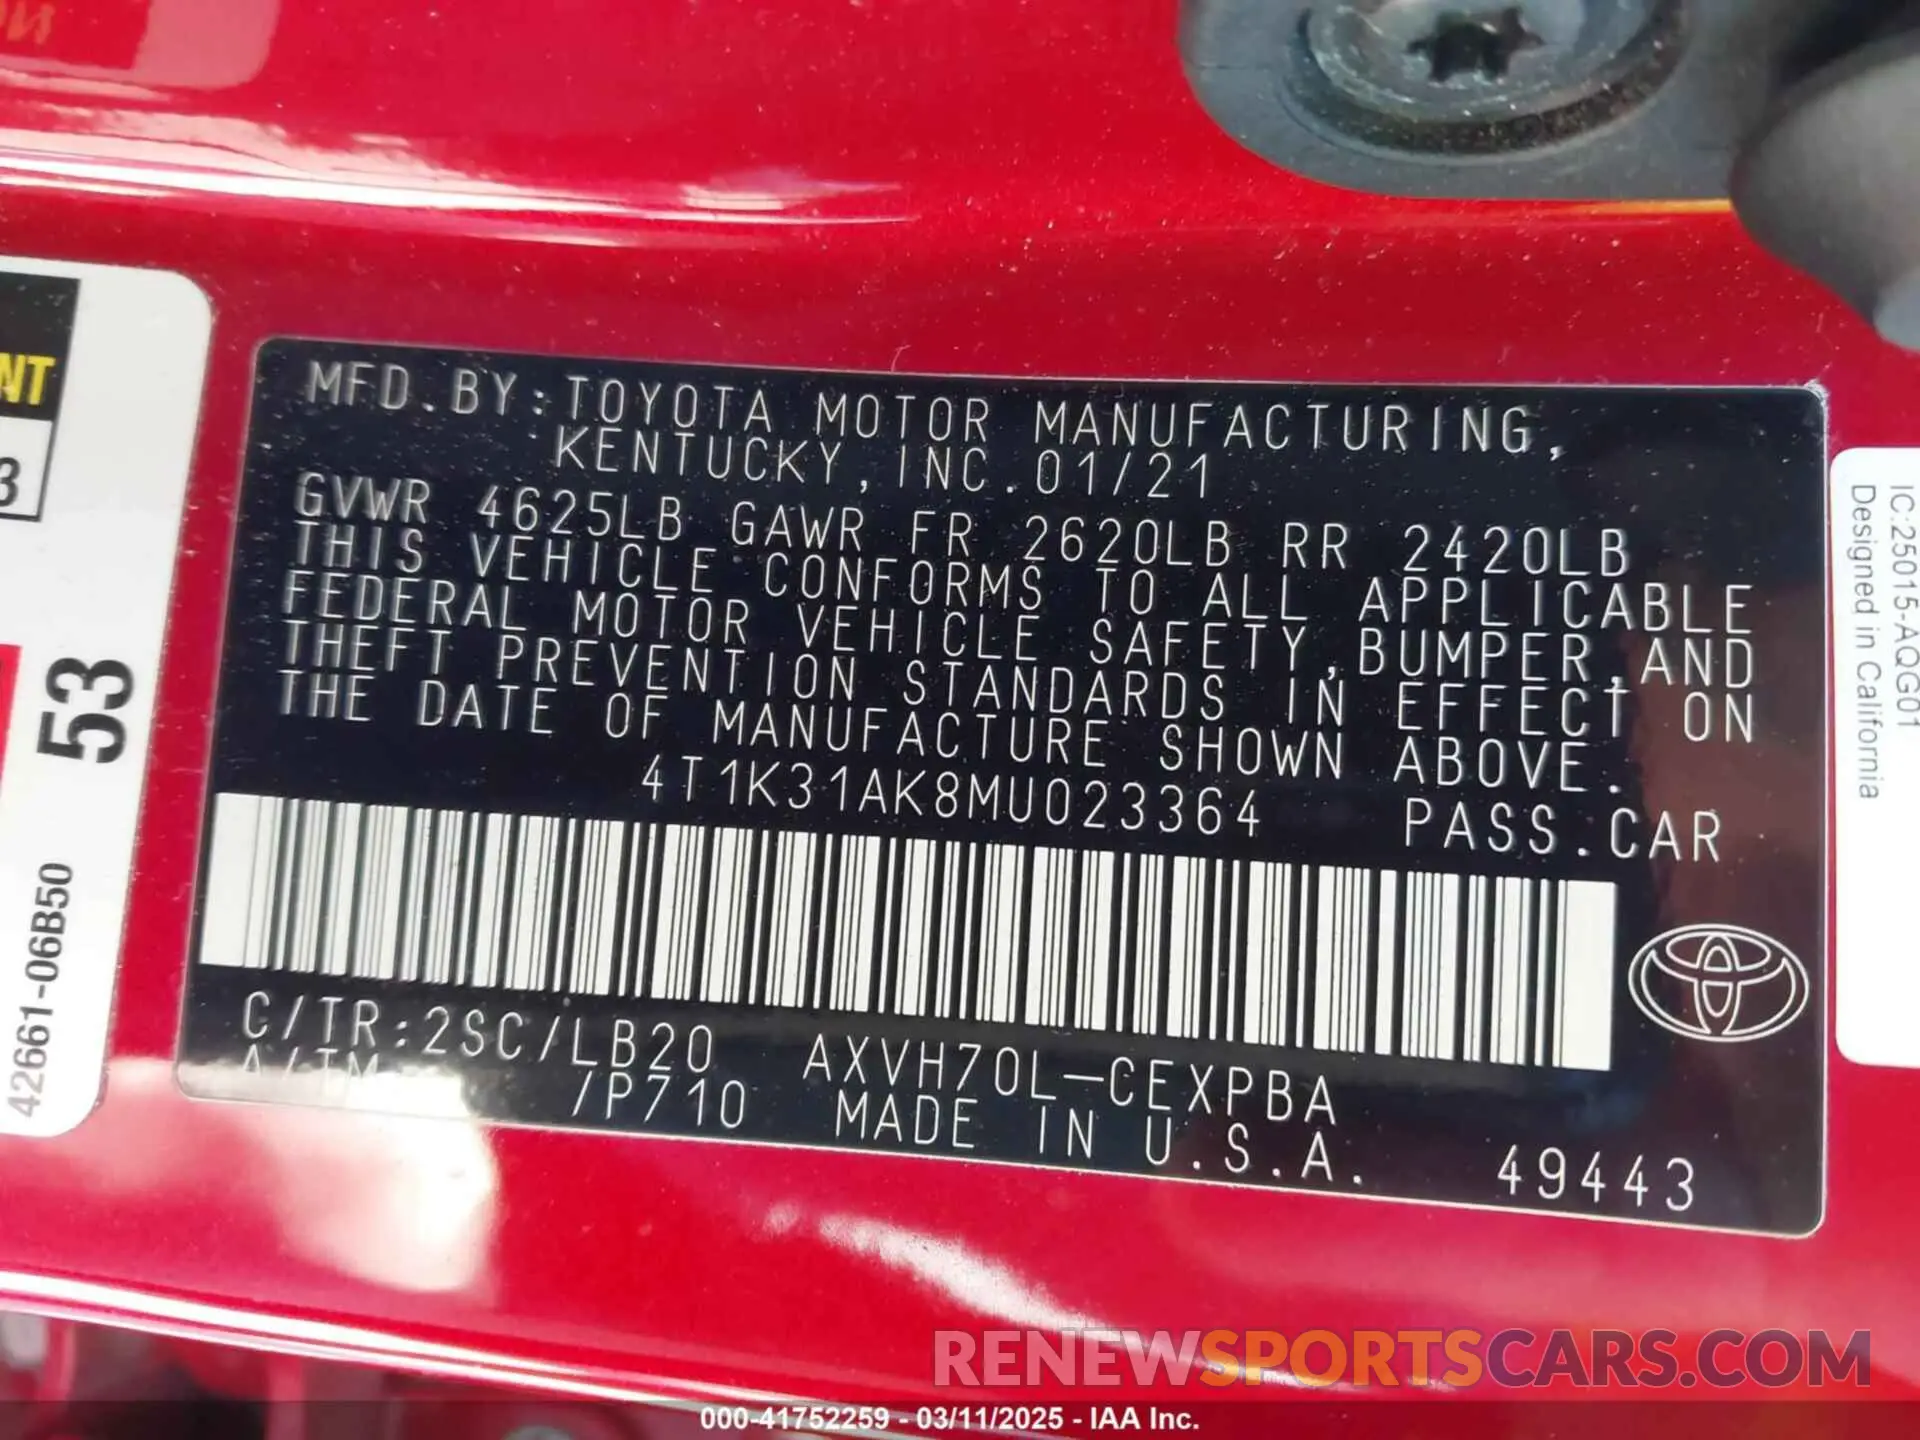 NT
3
53
42661-06B50
MFD.BY:TOYOTA MOTOR MANUFACTURING,
KENTUCKY,INC.01/21
GVWR 4625LB GAWR FR 2620LB RR 2420LB
THIS VEHICLE CONFORMS TO ALL APPLICABLE
FEDERAL MOTOR VEHICLE SAFETY,BUMPER,AND
THEFT PREVENTION STANDARDS IN EFFECT ON
THE DATE OF MANUFACTURE SHOWN ABOVE.
4T1K31AK8MU023364 PASS.CAR
C/TR:2SC/LB20 AXVH70L-CEXPBA
A/TM /P710 MADE IN U.S.A. 49443
IC:25015-AQG01
Designed in California
RENEWSPORTSCARS.COM
000-41752259 - 03/11/2025 - IAA Inc.